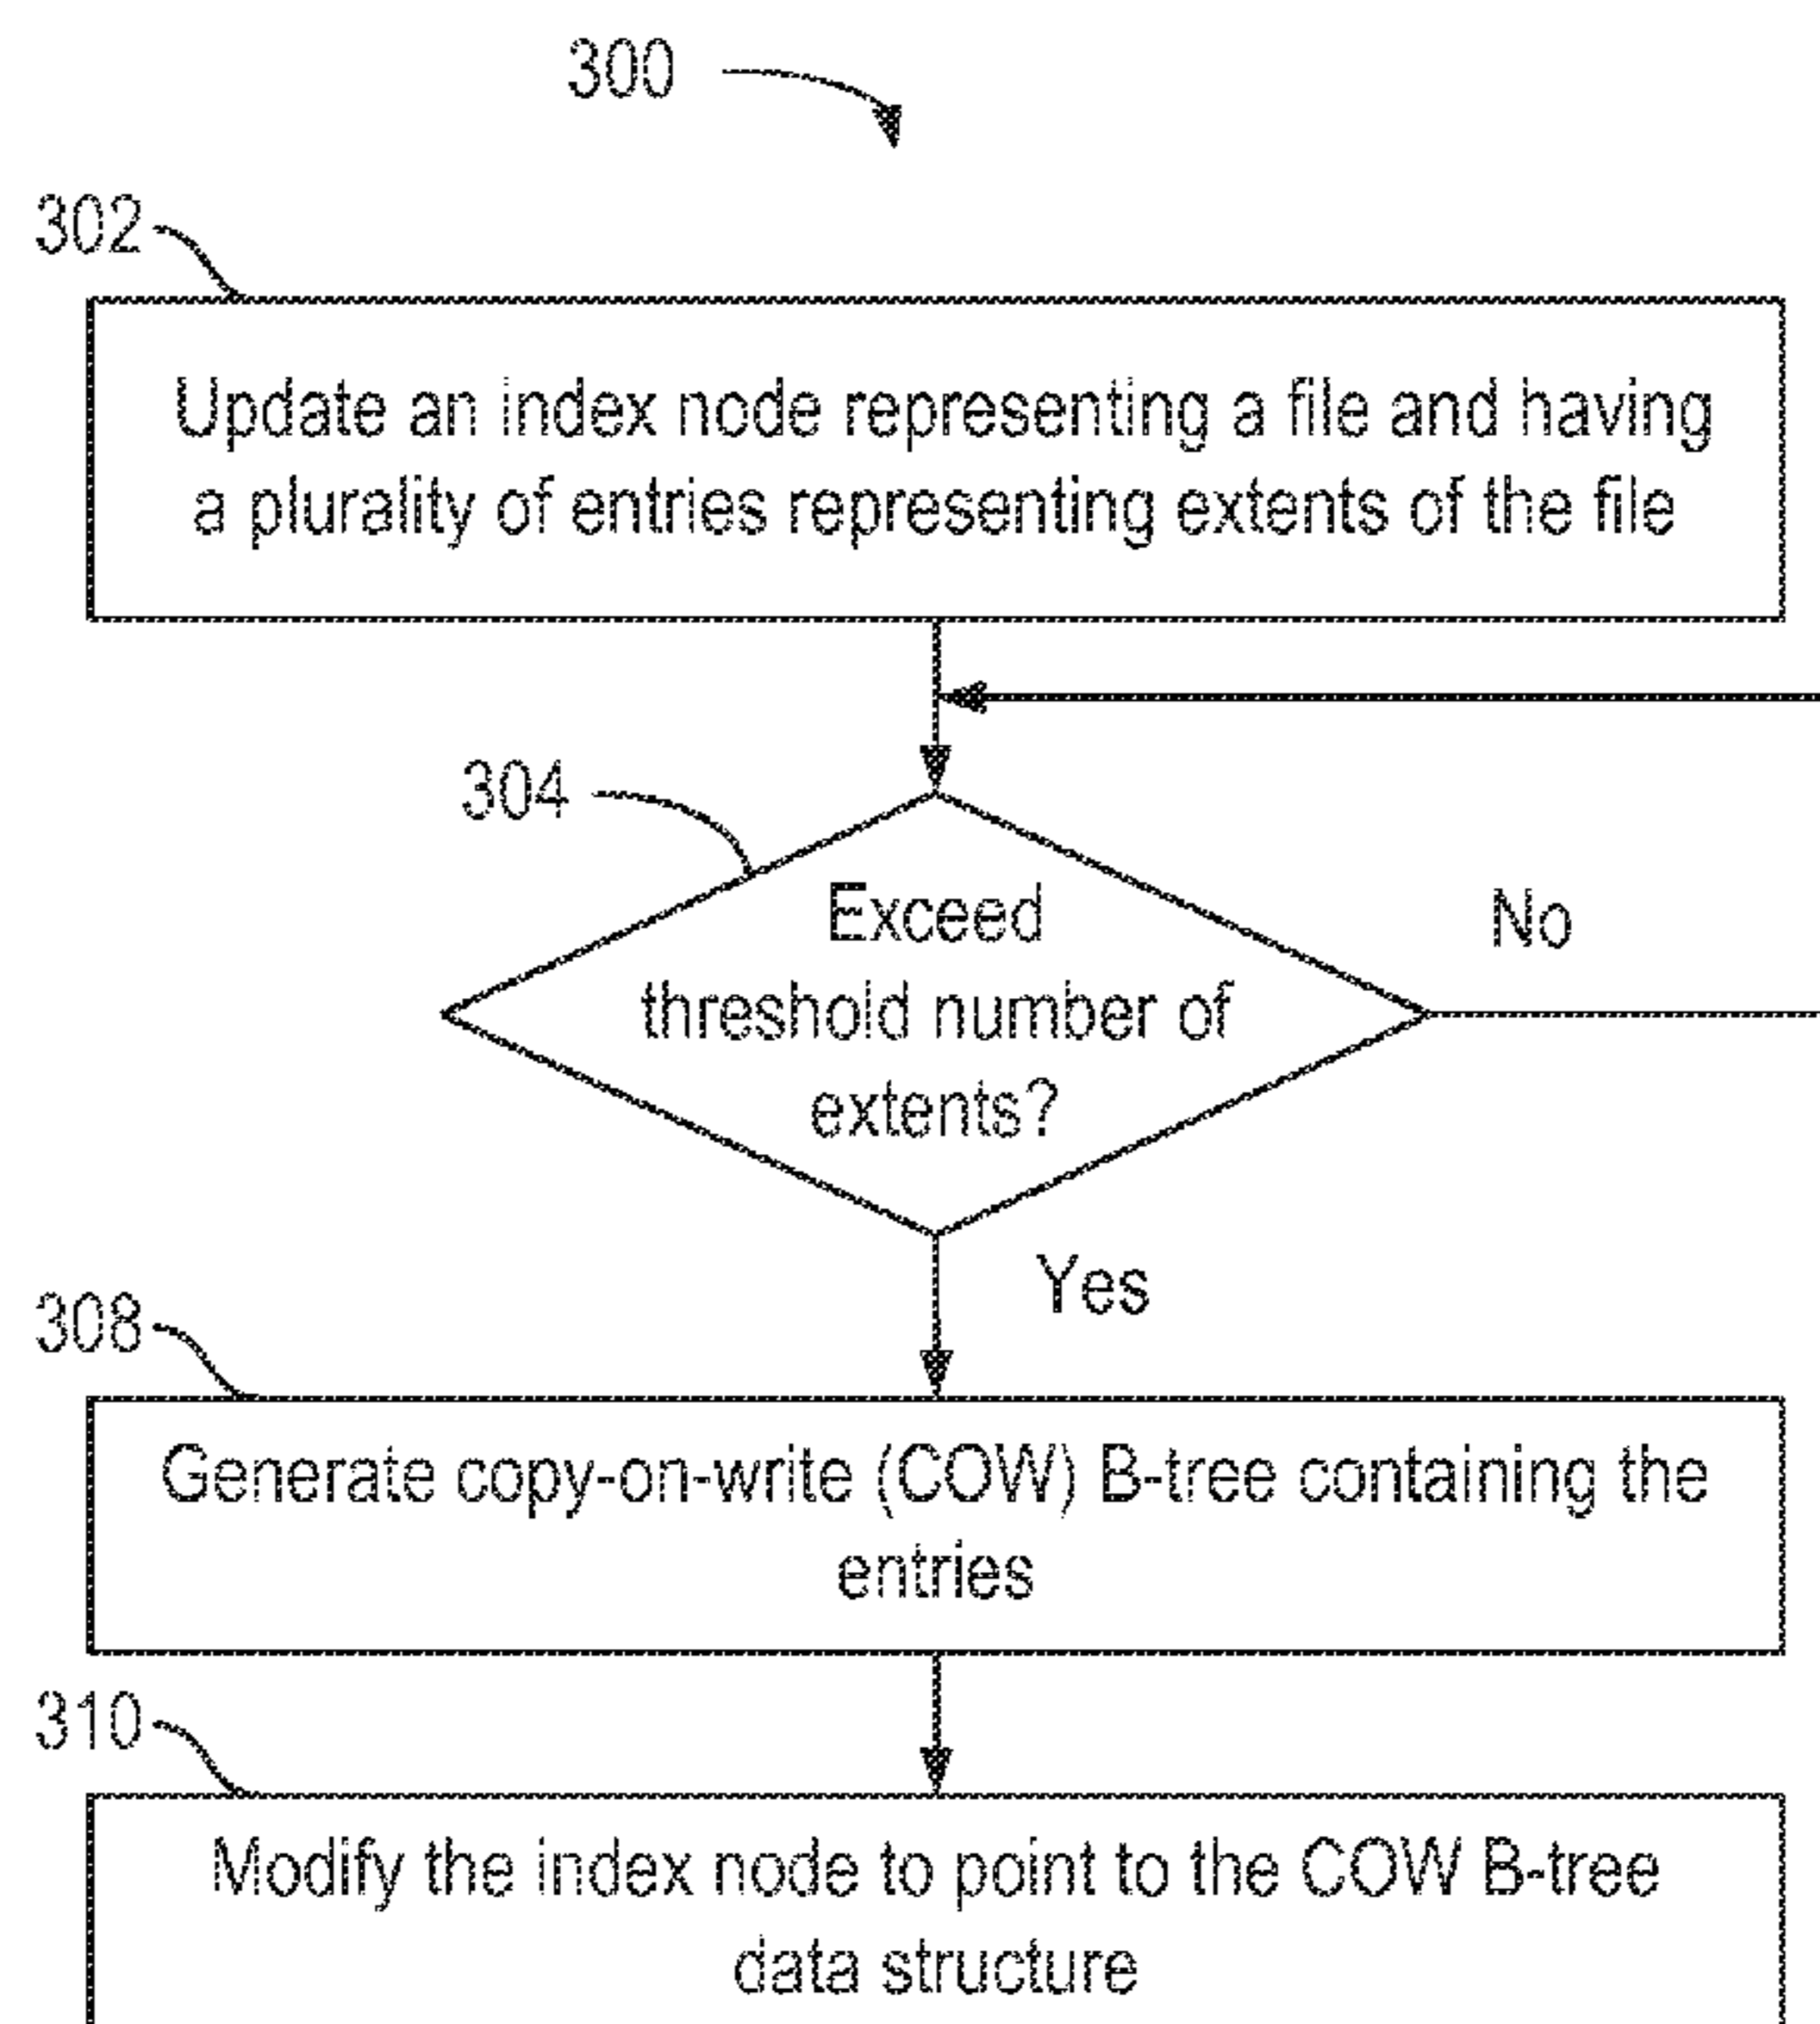 300
302
Update an index node representing a file and having
a plurality of entries representing extents of the file
304
Exceed
threshold number of
extents?
No
Yes
308
Generate copy-on-write (COW) B-tree containing the
entries
310
Modify the index node to point to the COW B-tree
data structure